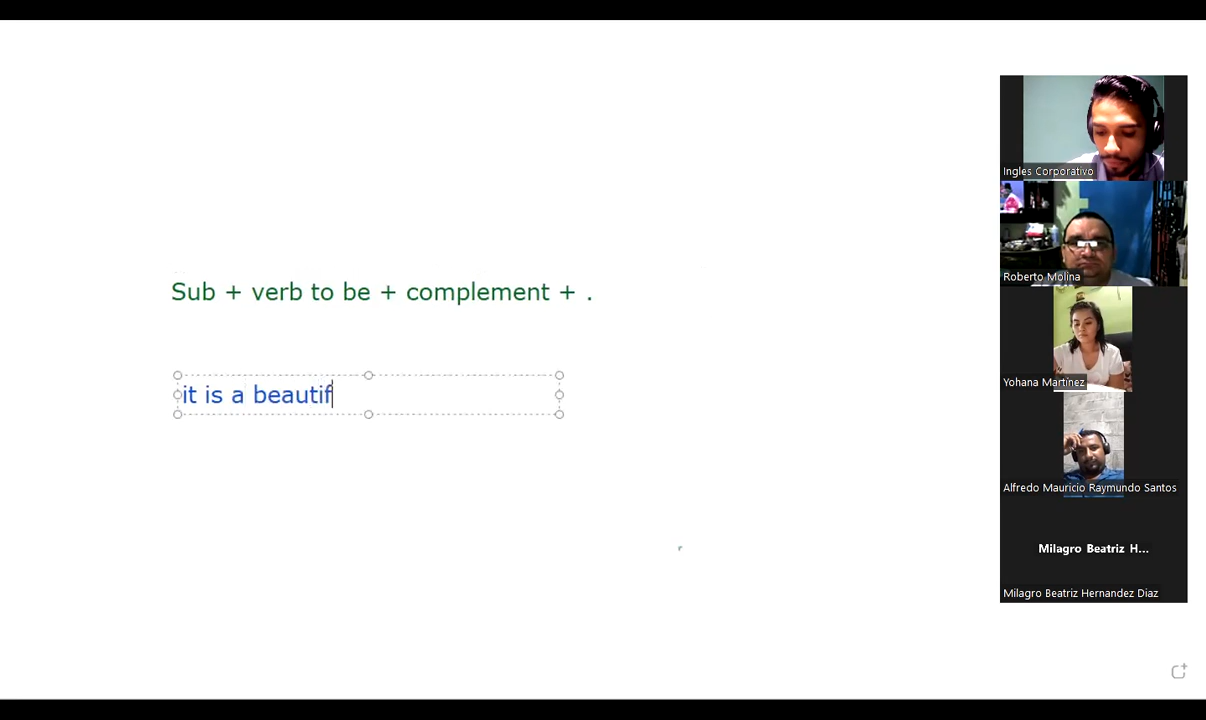 Sub + verb to be + complement + .
it is a beautif
Ingles Corporativo
Roberto Molina
Yohana Martínez
Alfredo Mauricio Raymundo Santos
Milagro Beatriz H...
Milagro Beatriz Hernandez Diaz